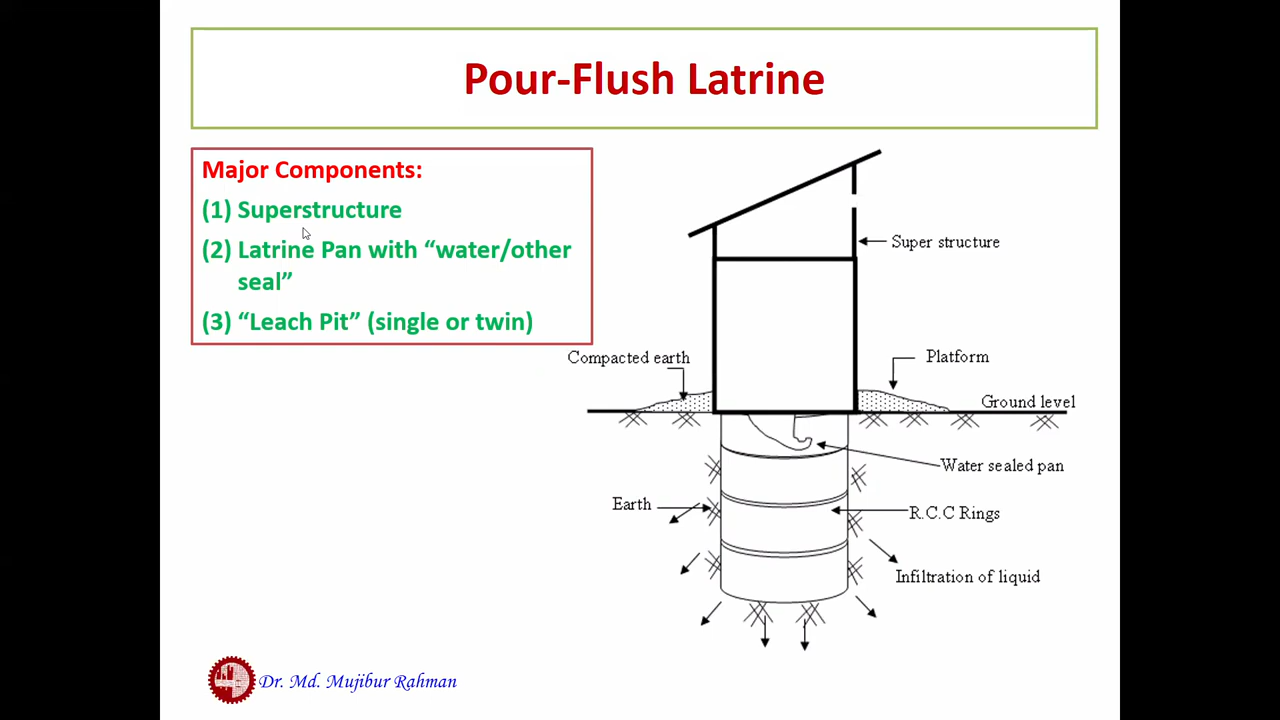 Pour-Flush Latrine
Major Components:
(1) Superstructure
(2) Latrine Pan with “water/other
seal”
(3) “Leach Pit” (single or twin)
Super structure
Compacted earth
Platform
Ground level
Water sealed pan
Earth
R.C.C Rings
Infiltration of liquid
Dr. Md. Mujibur Rahman